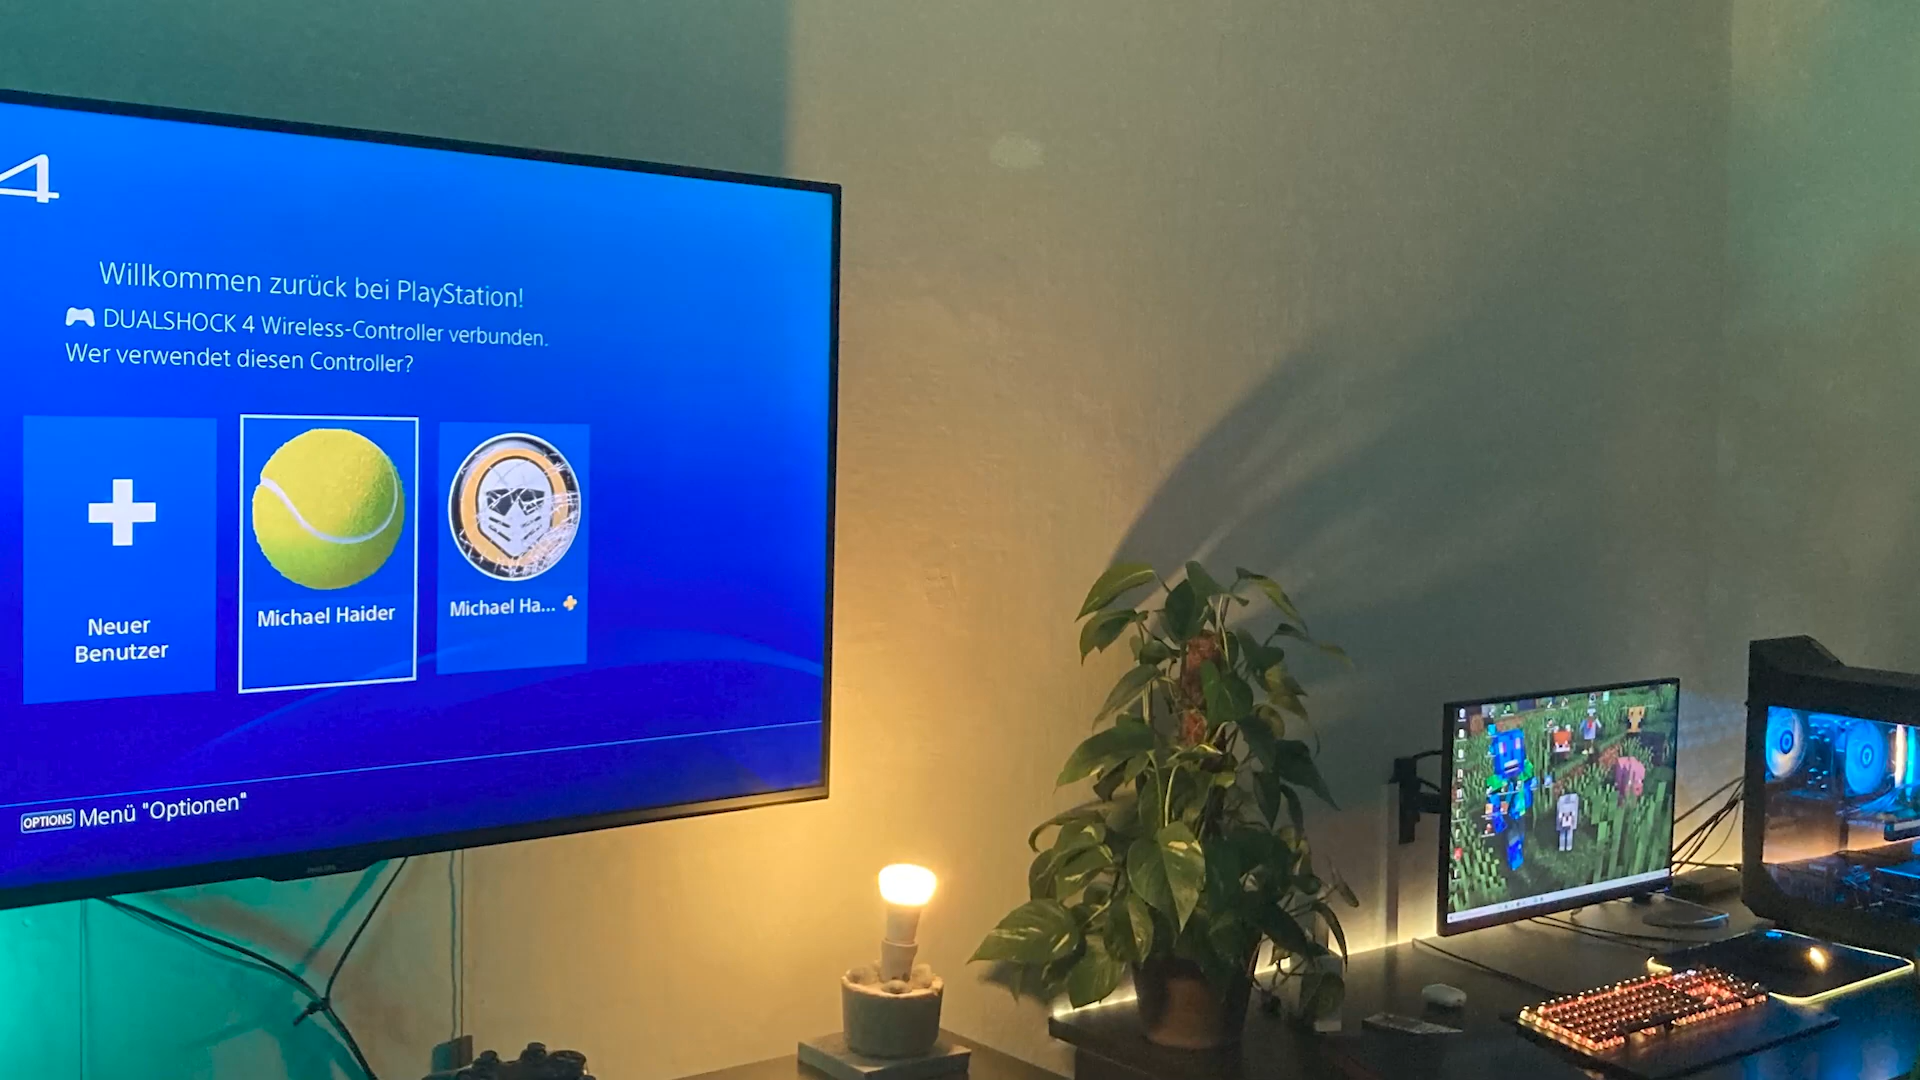 4
Willkommen zurück bei PlayStation!
DUALSHOCK 4 Wireless-Controller verbunden.
Wer verwendet diesen Controller?
Neuer
Benutzer
Michael Haider
Michael Ha...
OPTIONS Menü "Optionen"